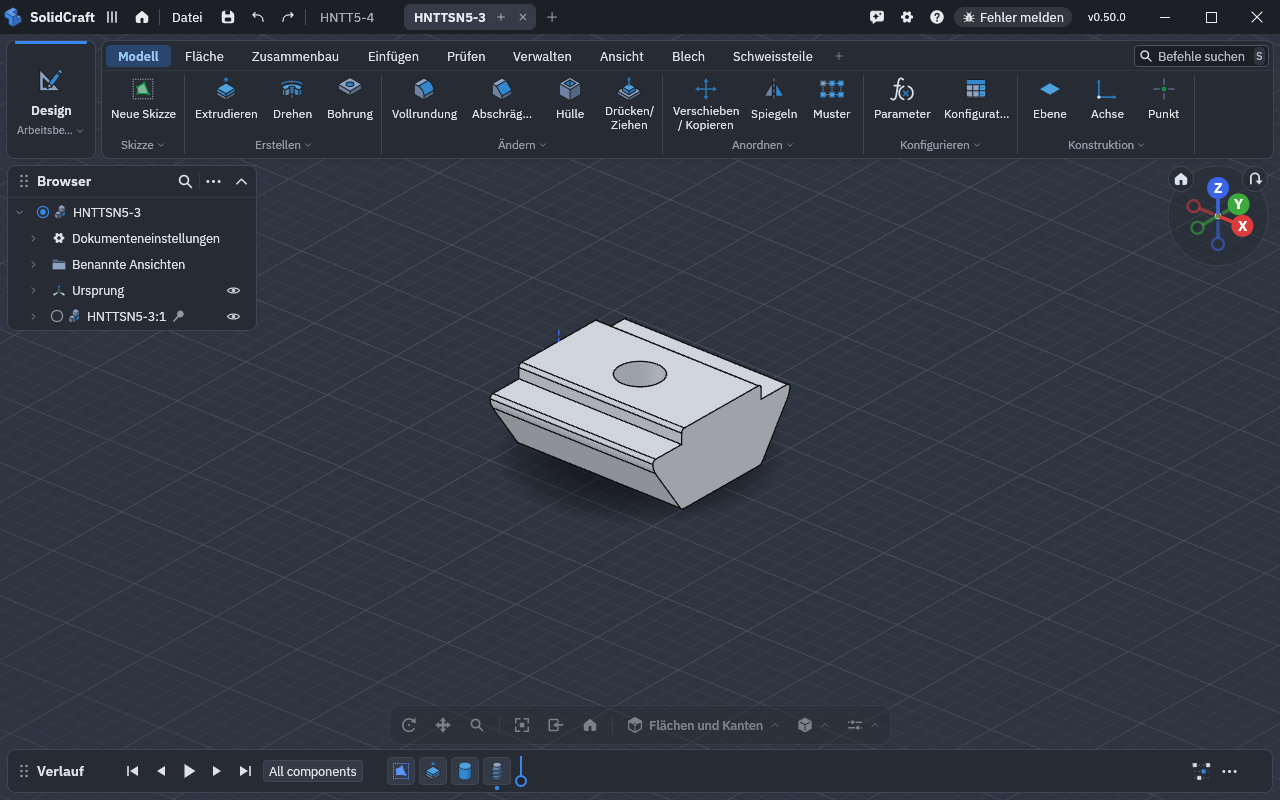 SolidCraft
Datei
HNTT5-4
HNTTSN5-3
Fehler melden
v0.50.0
Design
Arbeitsbe...
Modell
Fläche
Zusammenbau
Einfügen
Prüfen
Verwalten
Ansicht
Blech
Schweissteile
Befehle suchen
S
Neue Skizze
Extrudieren
Drehen
Bohrung
Vollrundung
Abschräg...
Hülle
Drücken/
Ziehen
Verschieben
/ Kopieren
Spiegeln
Muster
Parameter
Konfigurat...
Ebene
Achse
Punkt
Skizze
Erstellen
Ändern
Anordnen
Konfigurieren
Konstruktion
Browser
HNTTSN5-3
Dokumenteneinstellungen
Benannte Ansichten
Ursprung
HNTTSN5-3:1
Z
Y
X
Flächen und Kanten
Verlauf
All components